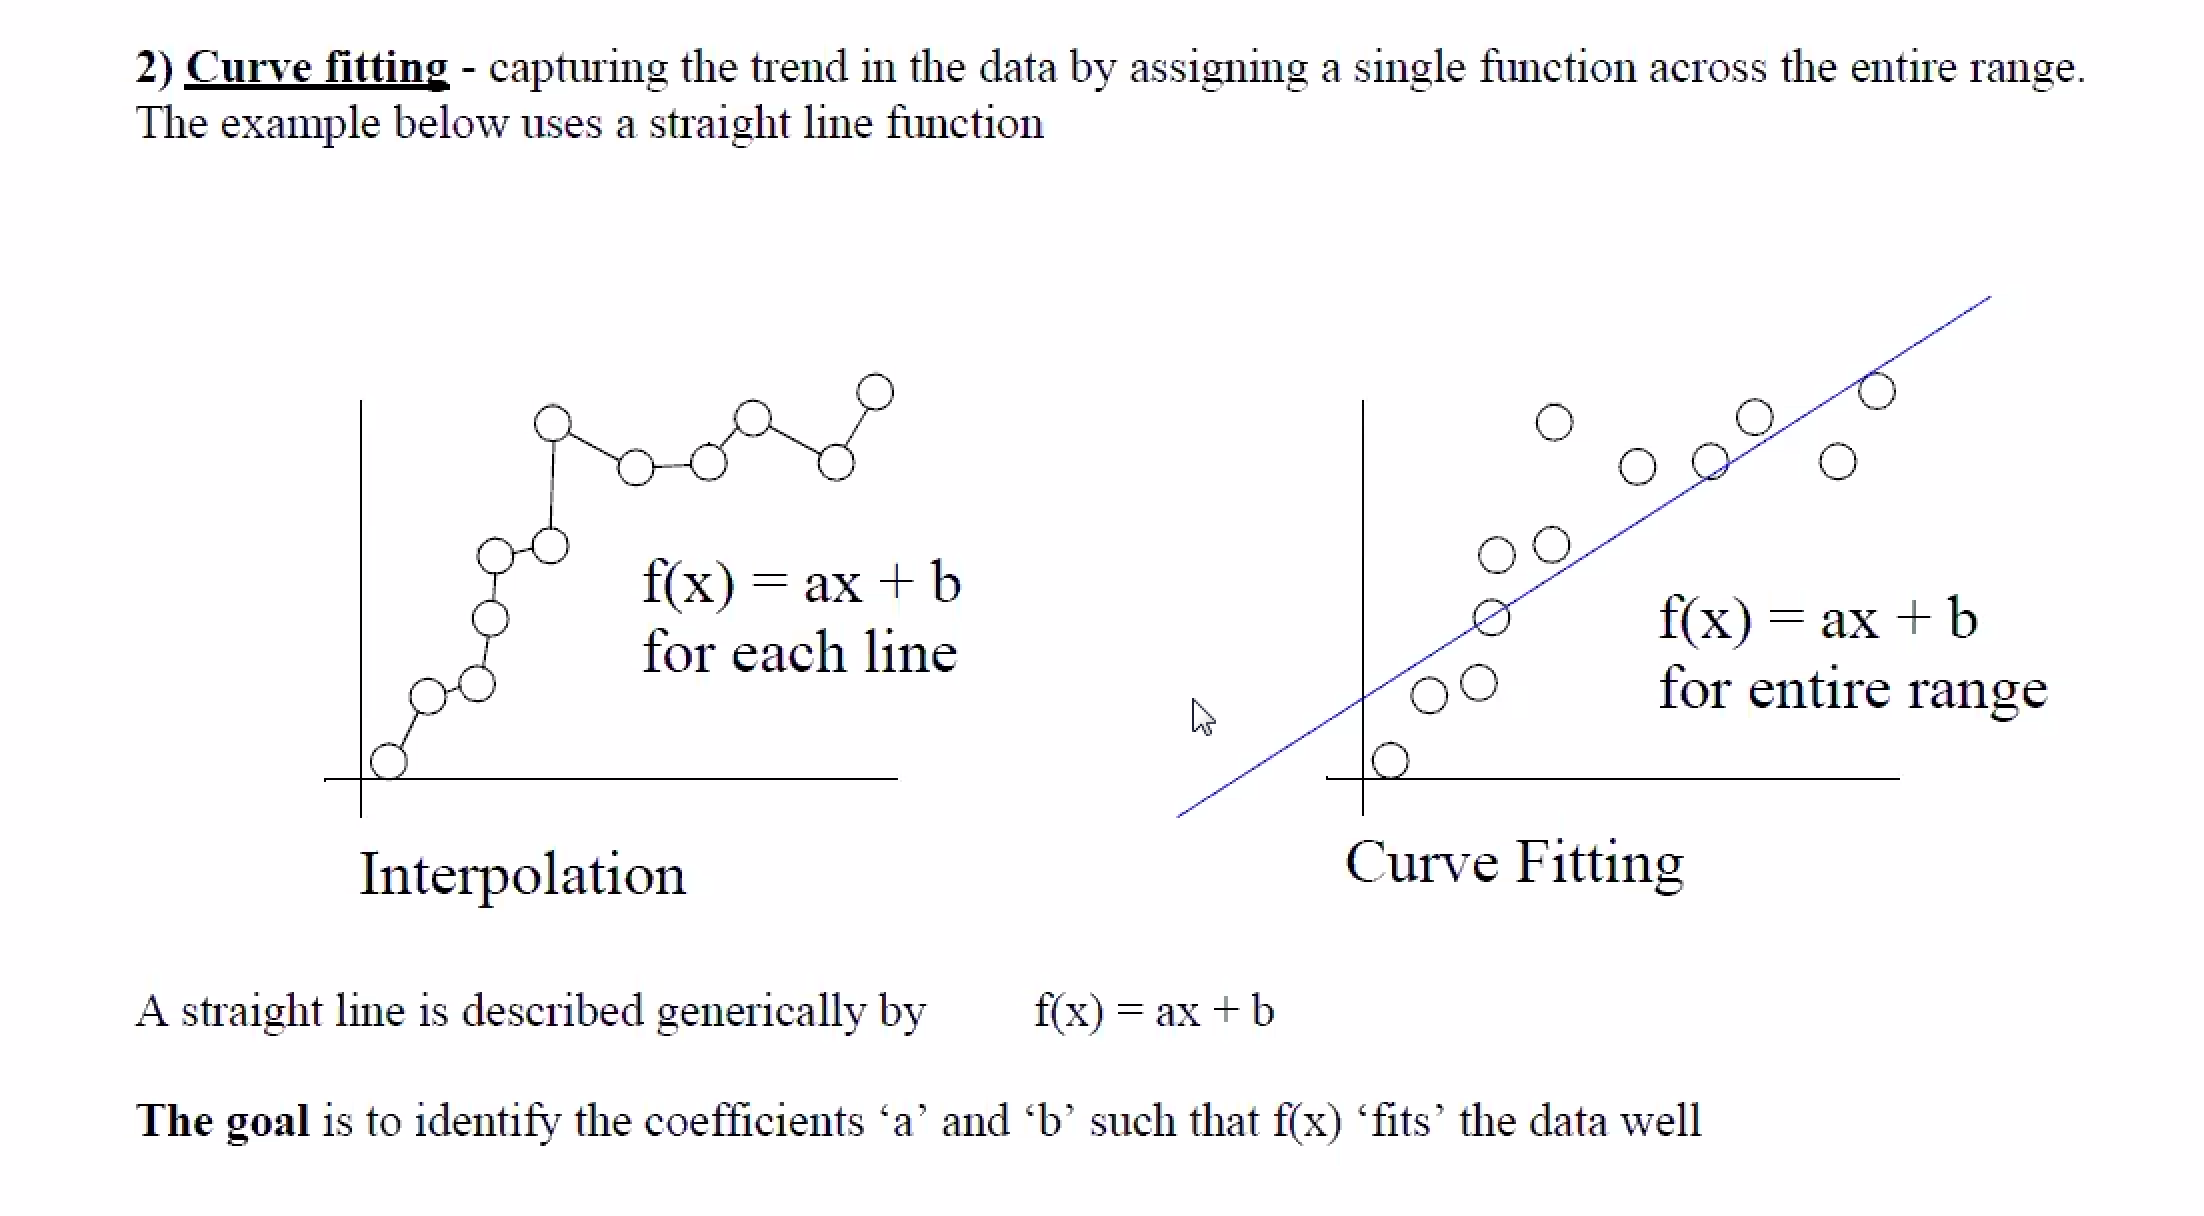 2) Curve fitting - capturing the trend in the data by assigning a single function across the entire range.
The example below uses a straight line function
f(x) = ax + b
for each line
Interpolation
f(x) = ax + b
for entire range
Curve Fitting
A straight line is described generically by f(x) = ax + b
The goal is to identify the coefficients ‘a’ and ‘b’ such that f(x) ‘fits’ the data well